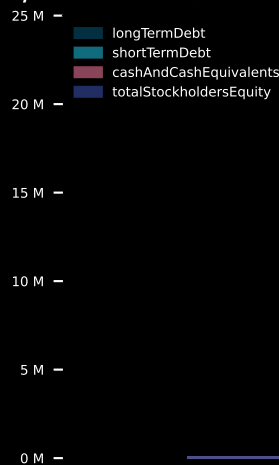 25 M
longTermDebt
shortTermDebt
cashAndCashEquivalents
totalStockholdersEquity
20 M
15 M
10 M
5 M
0 M